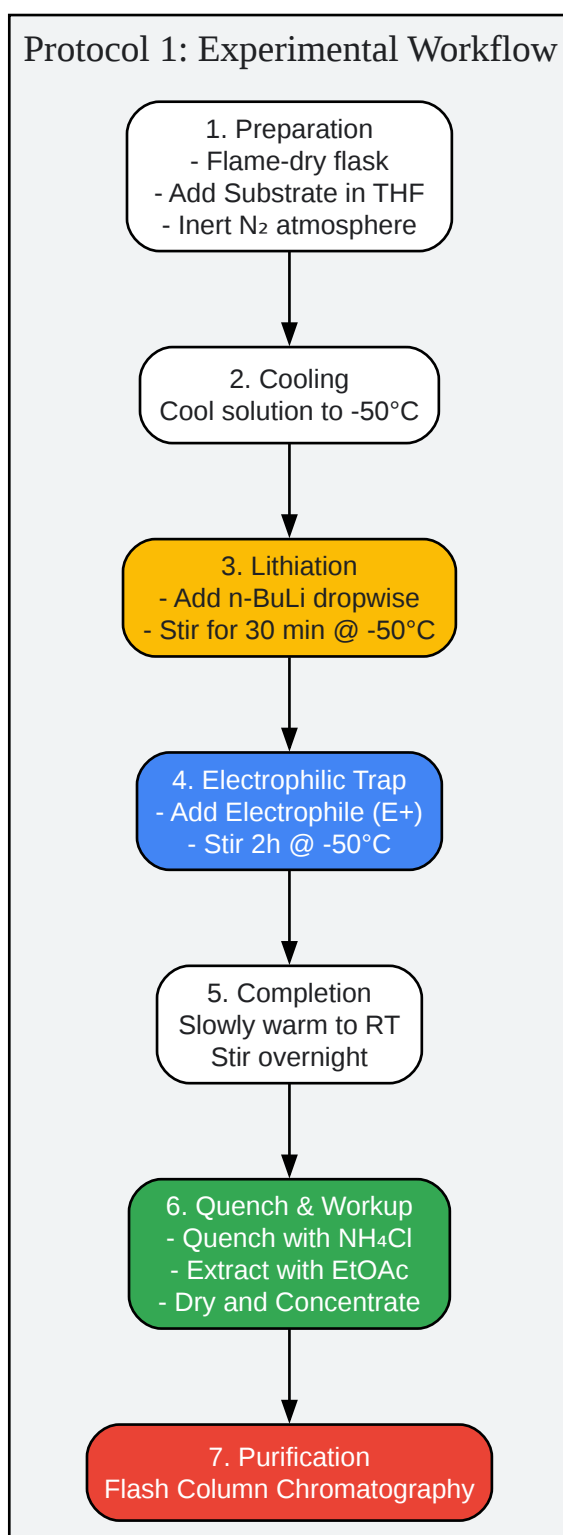 Protocol 1: Experimental Workflow
1. Preparation
- Flame-dry flask
- Add Substrate in THF
- Inert N₂ atmosphere
2. Cooling
Cool solution to -50°C
3. Lithiation
- Add n-BuLi dropwise
- Stir for 30 min @ -50°C
4. Electrophilic Trap
- Add Electrophile (E+)
- Stir 2h @ -50°C
5. Completion
Slowly warm to RT
Stir overnight
6. Quench & Workup
- Quench with NH₄Cl
- Extract with EtOAc
- Dry and Concentrate
7. Purification
Flash Column Chromatography